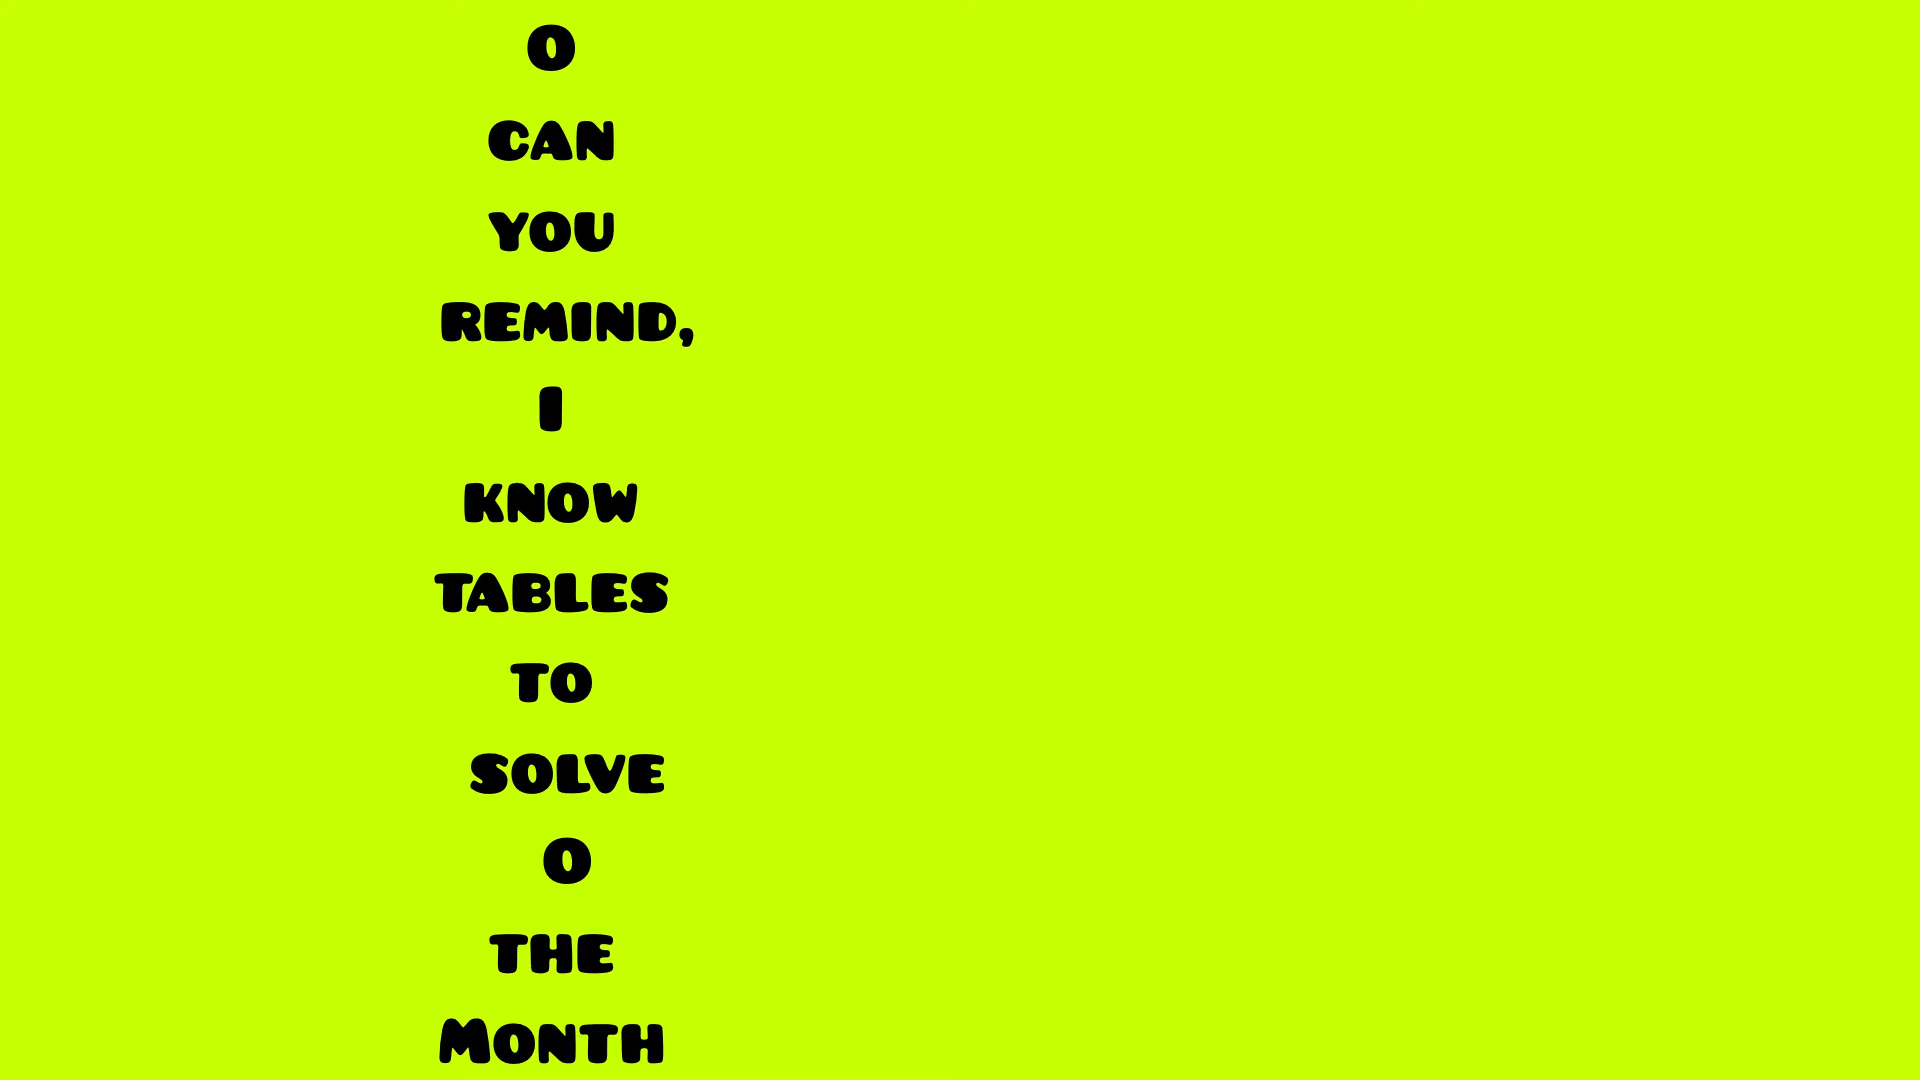 O
can
you
remind,
I
know
tables
to
solve
O
the
Month